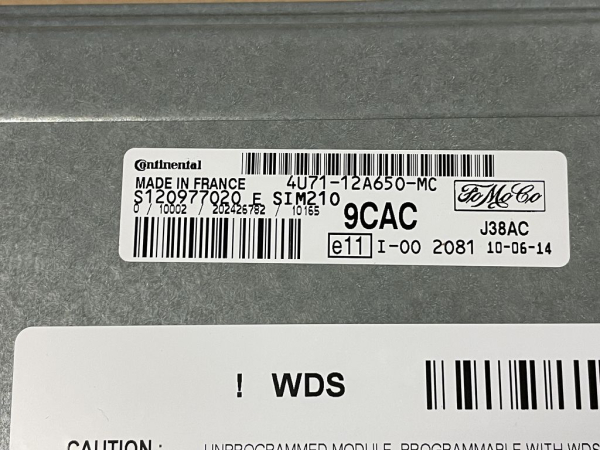 Continental
4U71-12A650-MC
MADE IN FRANCE
S120977020 E SIM210
0 / 10002 / 202426782 / 10165
9CAC
FoMoCo
J38AC
e11 I-00 2081 10-06-14
! WDS
CAUTION : UNPROGRAMMED MODULE, PROGRAMMABLE WITH WDS